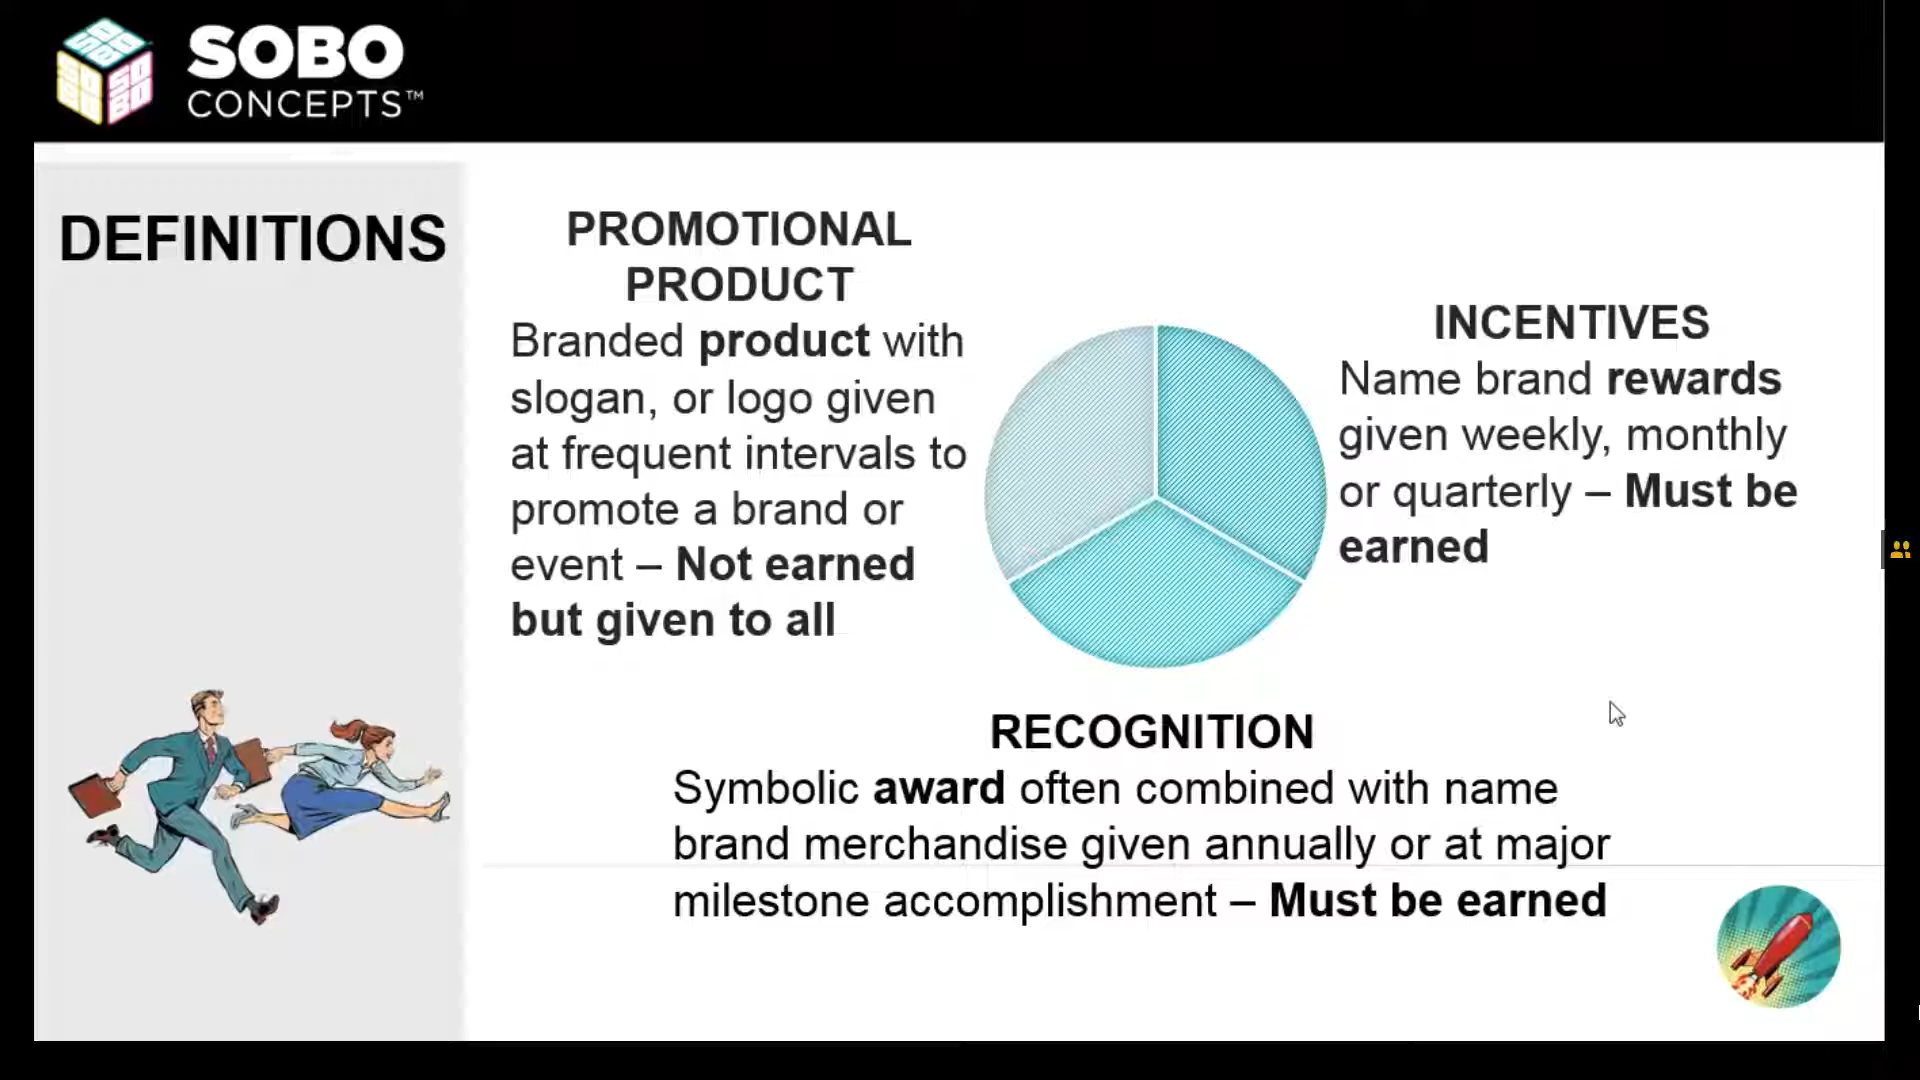 SOBO
CONCEPTS™
DEFINITIONS
PROMOTIONAL
PRODUCT
Branded product with
slogan, or logo given
at frequent intervals to
promote a brand or
event – Not earned
but given to all
INCENTIVES
Name brand rewards
given weekly, monthly
or quarterly – Must be
earned
RECOGNITION
Symbolic award often combined with name
brand merchandise given annually or at major
milestone accomplishment – Must be earned